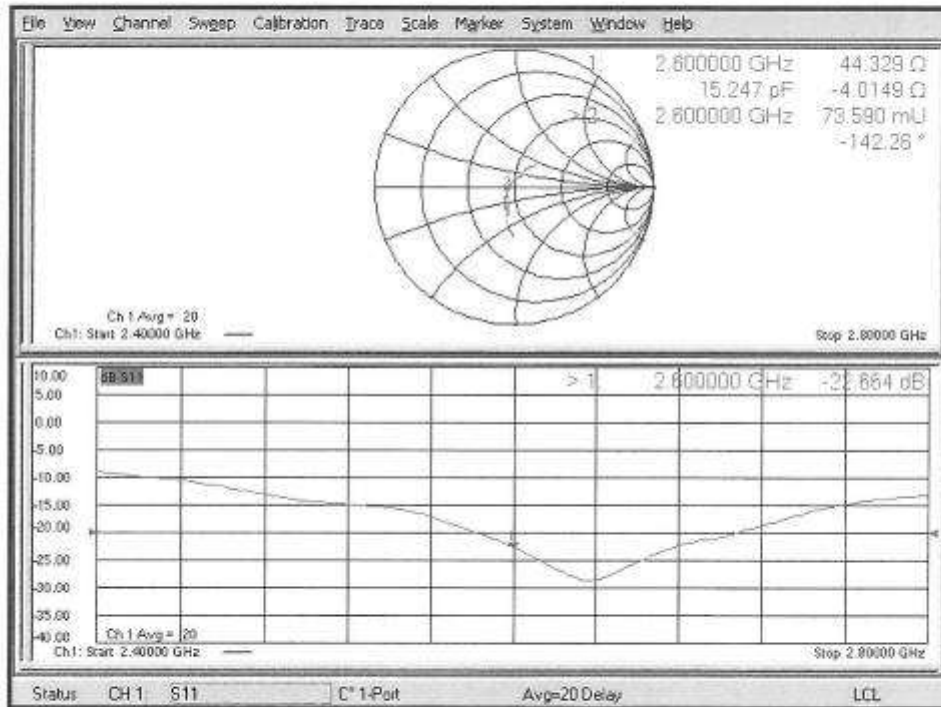 File View Channel Sweep Calibration Trace Scale Marker System Window Help
1 2.600000 GHz 44.329 Ω
15.247 pF -4.0149 Ω
2.600000 GHz 73.590 mU
-142.26 °
Ch 1 Avg = 20
Ch1: Start 2.40000 GHz
Stop 2.80000 GHz
10.00
5.00
0.00
-5.00
-10.00
-15.00
-20.00
-25.00
-30.00
-35.00
-40.00
dB S11
> 1 2.600000 GHz -22.664 dB
Ch 1 Avg = 20
Ch1: Start 2.40000 GHz
Stop 2.80000 GHz
Status CH 1: S11 C* 1-Port Avg=20 Delay LCL